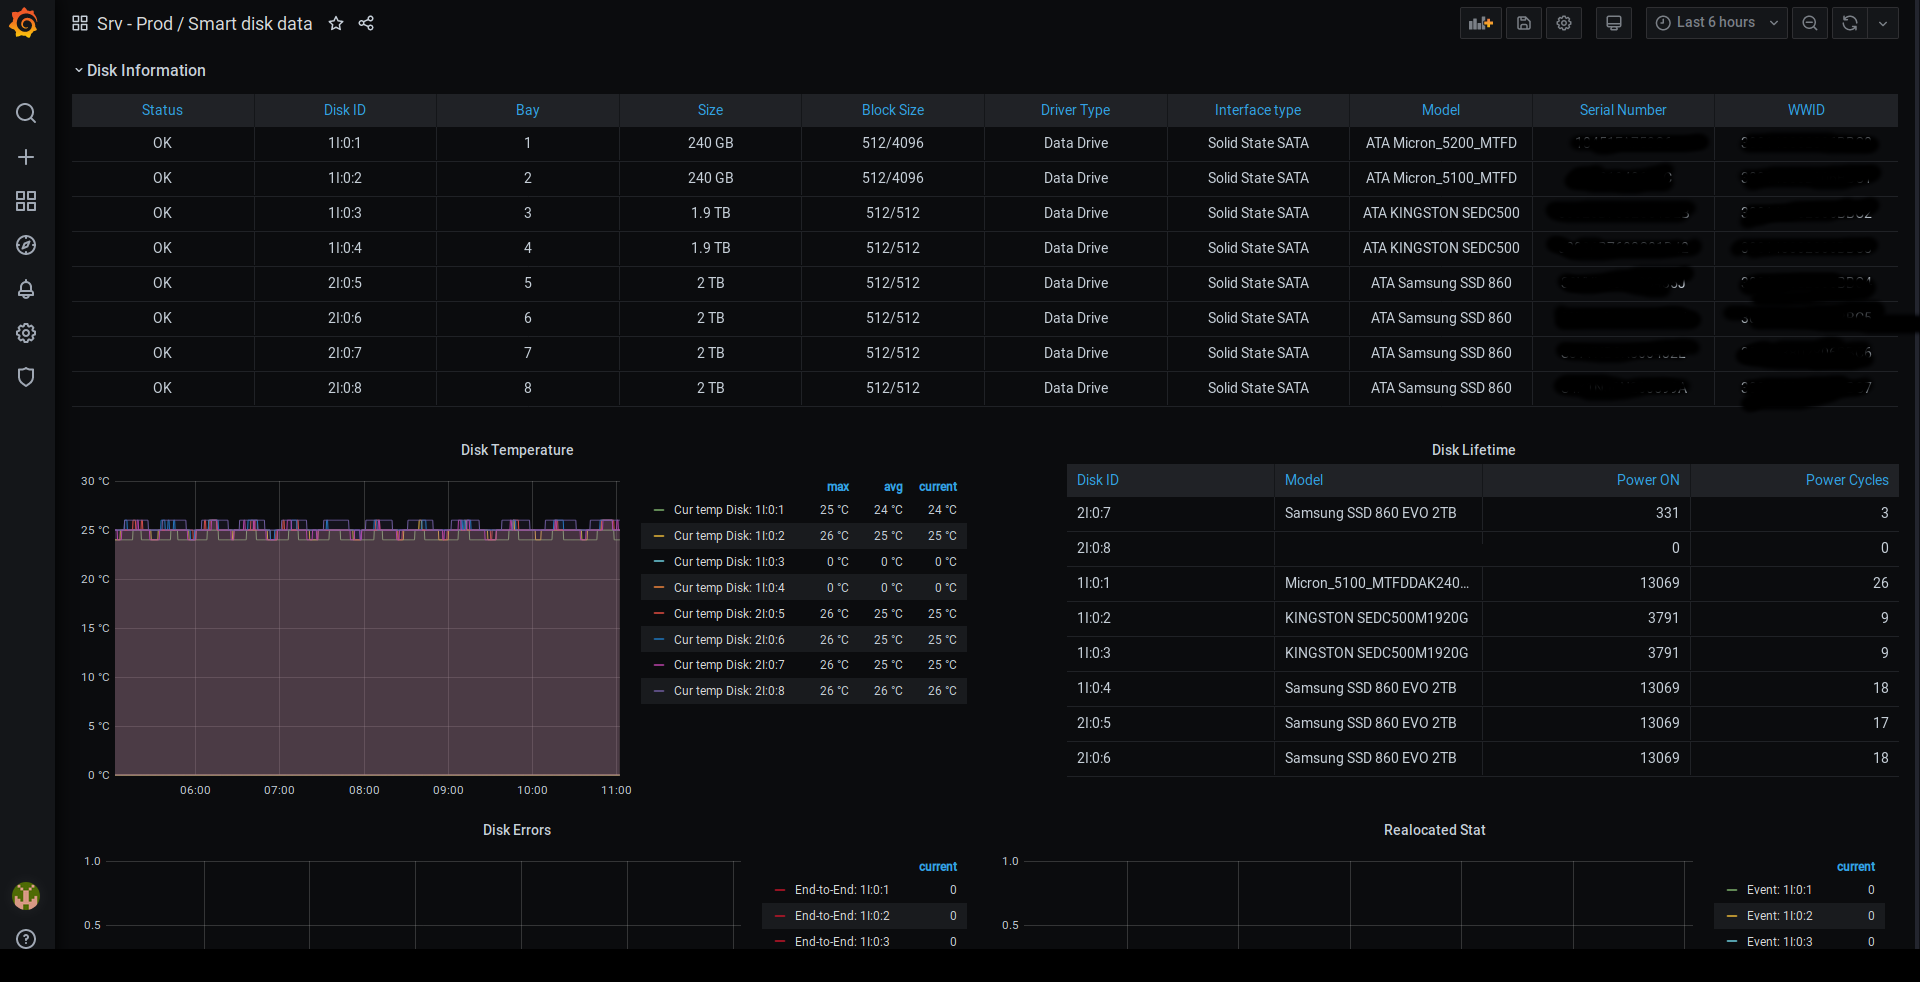 Srv - Prod / Smart disk data
Last 6 hours
Disk Information
Status Disk ID Bay Size Block Size Driver Type Interface type Model Serial Number WWID
OK 1I:0:1 1 240 GB 512/4096 Data Drive Solid State SATA ATA Micron_5200_MTFD
OK 1I:0:2 2 240 GB 512/4096 Data Drive Solid State SATA ATA Micron_5100_MTFD
OK 1I:0:3 3 1.9 TB 512/512 Data Drive Solid State SATA ATA KINGSTON SEDC500
OK 1I:0:4 4 1.9 TB 512/512 Data Drive Solid State SATA ATA KINGSTON SEDC500
OK 2I:0:5 5 2 TB 512/512 Data Drive Solid State SATA ATA Samsung SSD 860
OK 2I:0:6 6 2 TB 512/512 Data Drive Solid State SATA ATA Samsung SSD 860
OK 2I:0:7 7 2 TB 512/512 Data Drive Solid State SATA ATA Samsung SSD 860
OK 2I:0:8 8 2 TB 512/512 Data Drive Solid State SATA ATA Samsung SSD 860
Disk Temperature
30 °C
25 °C
20 °C
15 °C
10 °C
5 °C
0 °C
06:00 07:00 08:00 09:00 10:00 11:00
max avg current
Cur temp Disk: 1I:0:1 25 °C 24 °C 24 °C
Cur temp Disk: 1I:0:2 26 °C 25 °C 25 °C
Cur temp Disk: 1I:0:3 0 °C 0 °C 0 °C
Cur temp Disk: 1I:0:4 0 °C 0 °C 0 °C
Cur temp Disk: 2I:0:5 26 °C 25 °C 25 °C
Cur temp Disk: 2I:0:6 26 °C 25 °C 25 °C
Cur temp Disk: 2I:0:7 26 °C 25 °C 25 °C
Cur temp Disk: 2I:0:8 26 °C 26 °C 26 °C
Disk Lifetime
Disk ID Model Power ON Power Cycles
2I:0:7 Samsung SSD 860 EVO 2TB 331 3
2I:0:8 0 0
1I:0:1 Micron_5100_MTFDDAK240... 13069 26
1I:0:2 KINGSTON SEDC500M1920G 3791 9
1I:0:3 KINGSTON SEDC500M1920G 3791 9
1I:0:4 Samsung SSD 860 EVO 2TB 13069 18
2I:0:5 Samsung SSD 860 EVO 2TB 13069 17
2I:0:6 Samsung SSD 860 EVO 2TB 13069 18
Disk Errors
1.0
0.5
current
End-to-End: 1I:0:1 0
End-to-End: 1I:0:2 0
End-to-End: 1I:0:3 0
Realocated Stat
1.0
0.5
current
Event: 1I:0:1 0
Event: 1I:0:2 0
Event: 1I:0:3 0